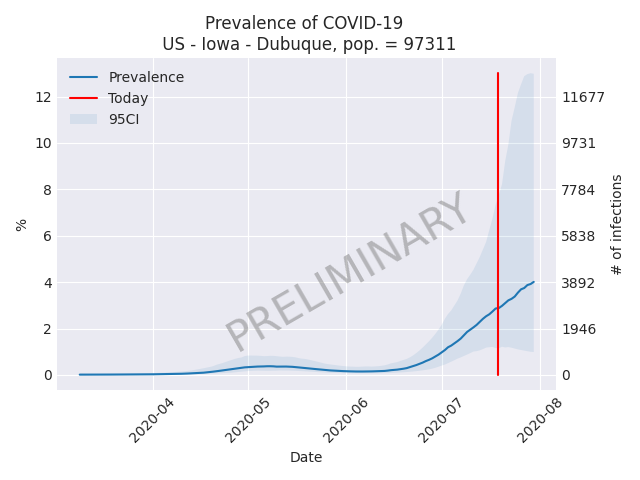 Prevalence of COVID-19
US - Iowa - Dubuque, pop. = 97311
Prevalence
Today
95CI
12
10
8
6
4
2
0
%
11677
9731
7784
5838
3892
1946
0
# of infections
PRELIMINARY
2020-04
2020-05
2020-06
2020-07
2020-08
Date